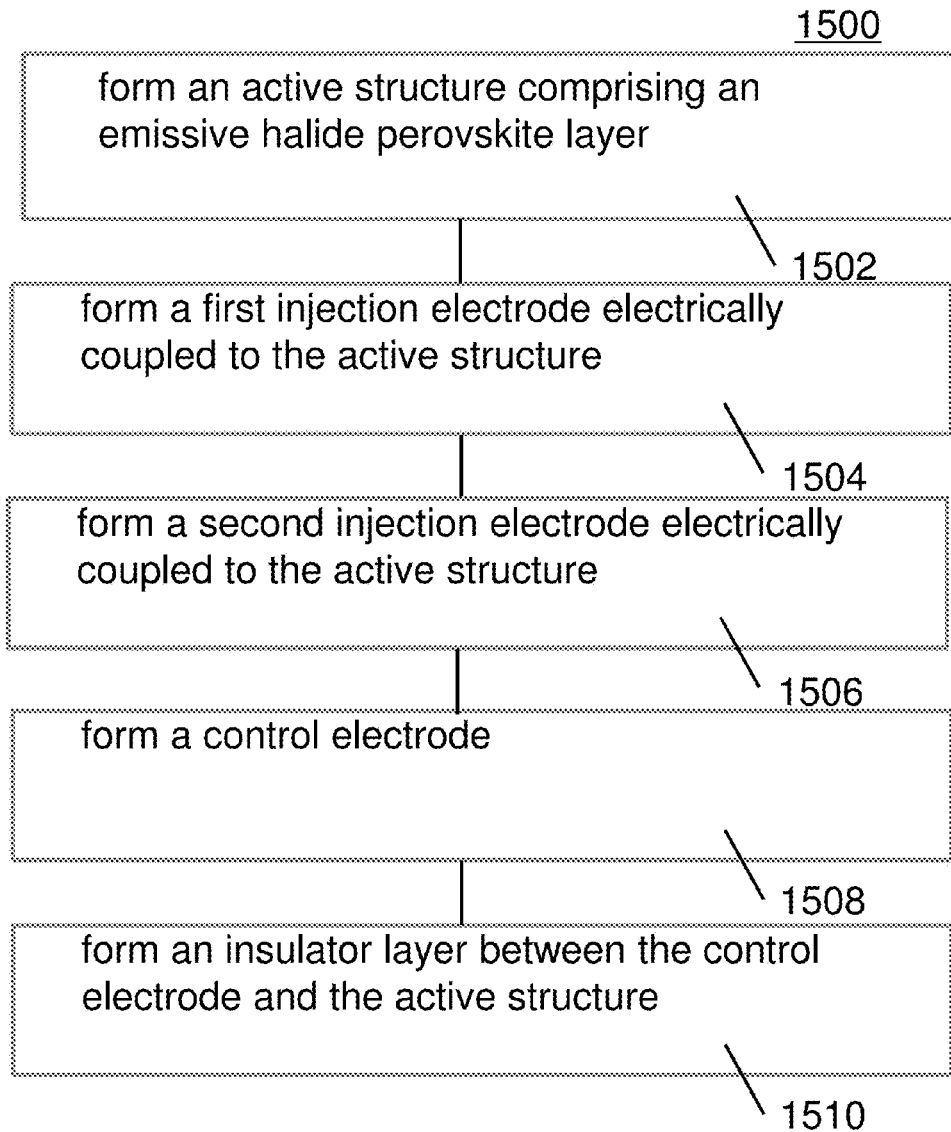 1500
form an active structure comprising an
emissive halide perovskite layer
1502
form a first injection electrode electrically
coupled to the active structure
1504
form a second injection electrode electrically
coupled to the active structure
1506
form a control electrode
1508
form an insulator layer between the control
electrode and the active structure
1510